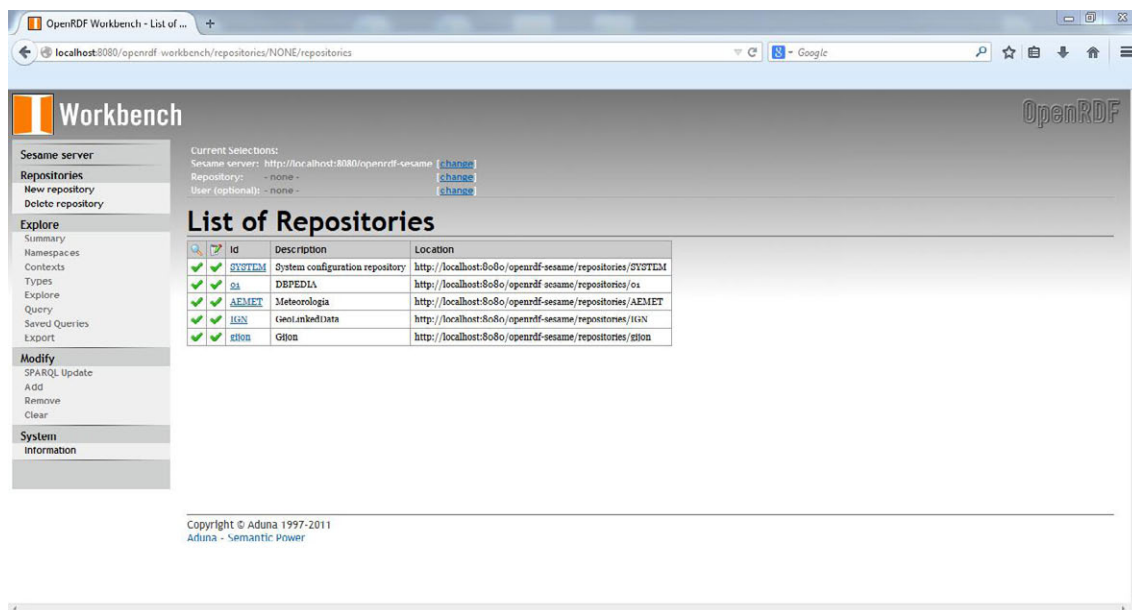 OpenRDF Workbench - List of ...
localhost:8080/openrdf-workbench/repositories/NONE/repositories
Google
Workbench
OpenRDF
Sesame server
Repositories
New repository
Delete repository
Explore
Summary
Namespaces
Contexts
Types
Explore
Query
Saved Queries
Export
Modify
SPARQL Update
Add
Remove
Clear
System
Information
Current Selections:
Sesame server: http://localhost:8080/openrdf-sesame [change]
Repository: - none - [change]
User (optional): - none - [change]
List of Repositories
Id Description Location
SYSTEM System configuration repository http://localhost:8080/openrdf-sesame/repositories/SYSTEM
01 DBPEDIA http://localhost:8080/openrdf-sesame/repositories/01
AEMET Meteorologia http://localhost:8080/openrdf-sesame/repositories/AEMET
IGN GeoLinkedData http://localhost:8080/openrdf-sesame/repositories/IGN
gijon Gijon http://localhost:8080/openrdf-sesame/repositories/gijon
Copyright © Aduna 1997-2011
Aduna - Semantic Power